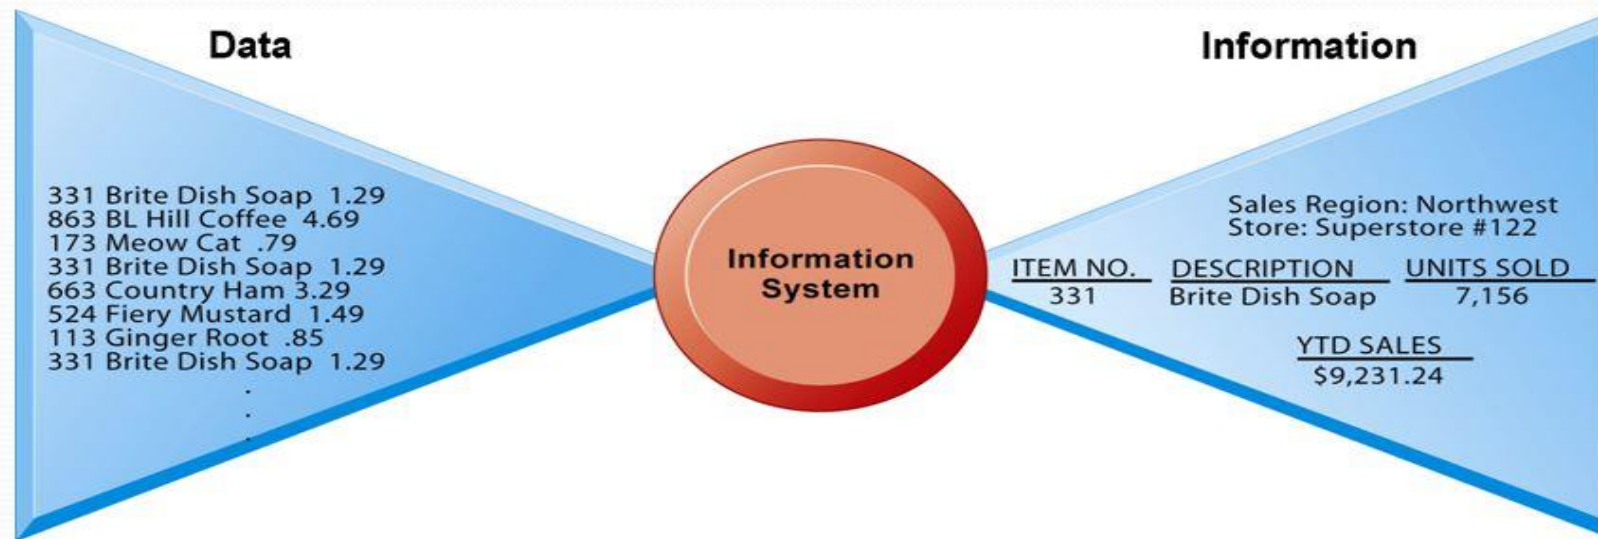 Data
331 Brite Dish Soap 1.29
863 BL Hill Coffee 4.69
173 Meow Cat .79
331 Brite Dish Soap 1.29
663 Country Ham 3.29
524 Fiery Mustard 1.49
113 Ginger Root .85
331 Brite Dish Soap 1.29
.
.
.
Information
System
Information
Sales Region: Northwest
Store: Superstore #122
ITEM NO. DESCRIPTION UNITS SOLD
331 Brite Dish Soap 7,156
YTD SALES
$9,231.24